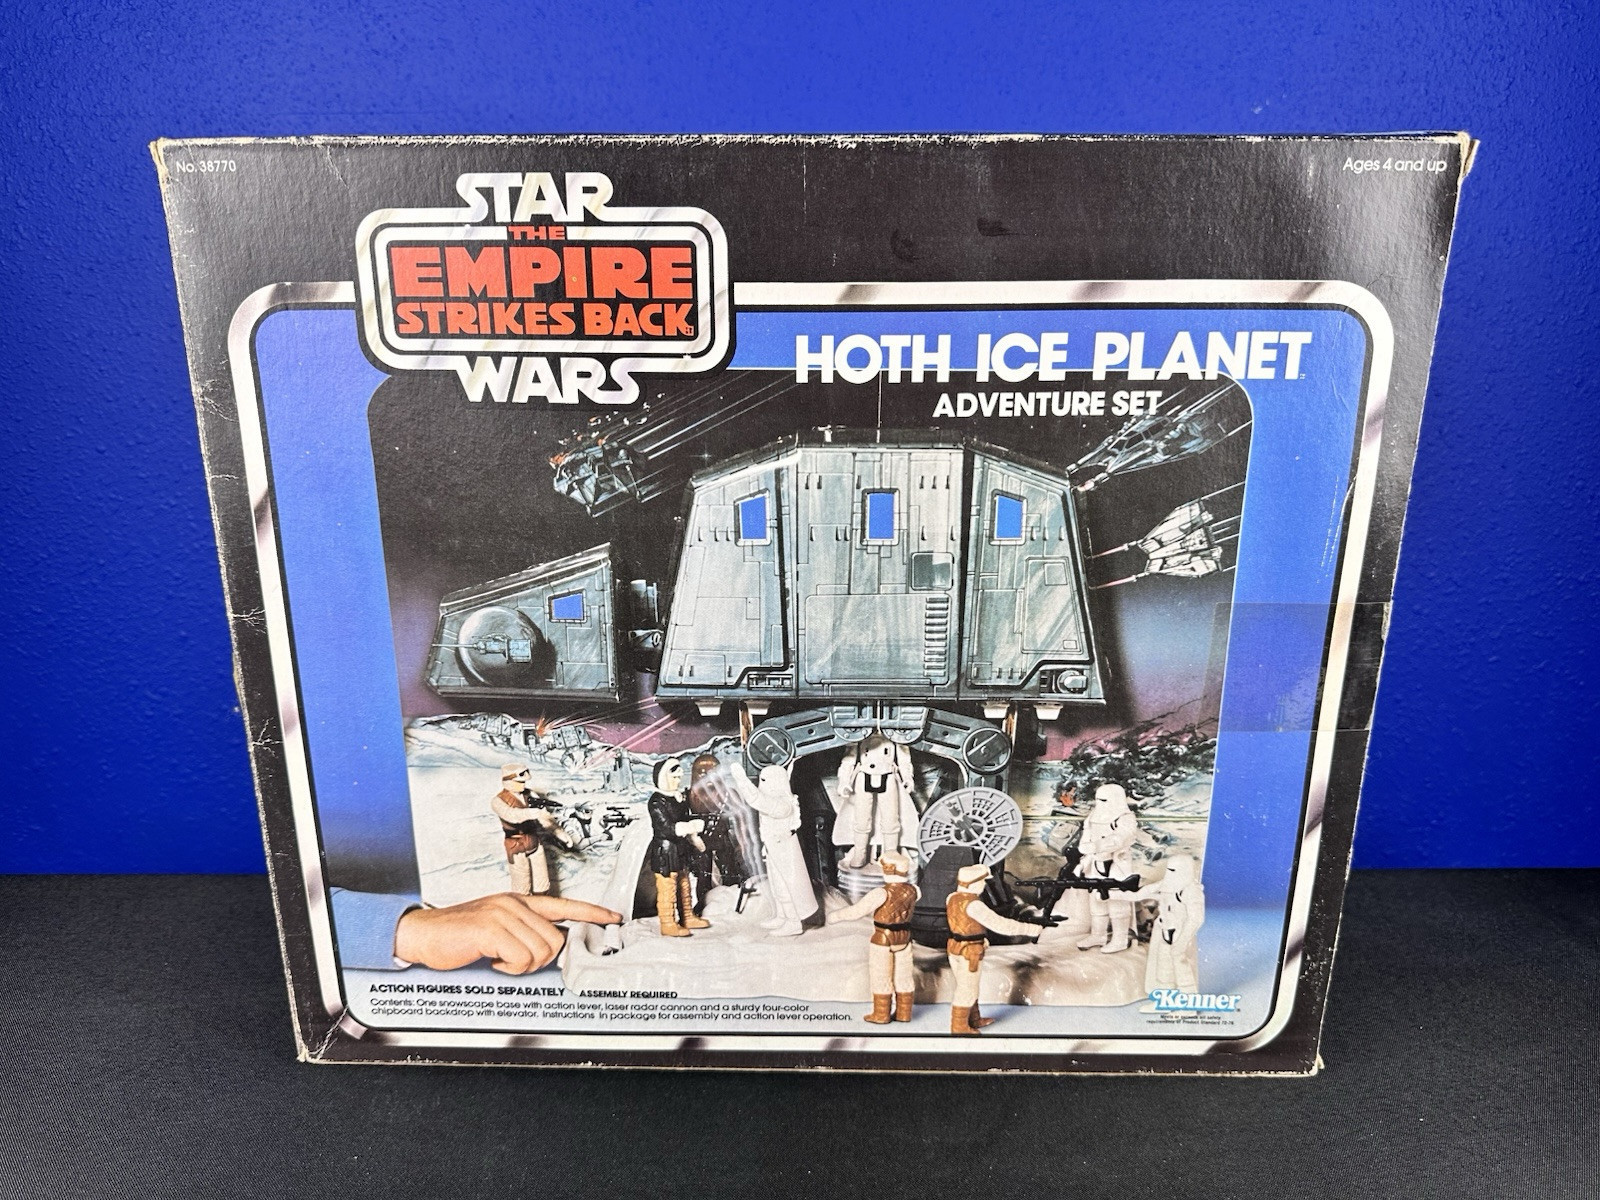 No. 38770
Ages 4 and up
STAR
THE
EMPIRE
STRIKES BACK
WARS
HOTH ICE PLANET
ADVENTURE SET
ACTION FIGURES SOLD SEPARATELY ASSEMBLY REQUIRED
Contents: One snowscape base with action lever, laser radar cannon and a sturdy four-color
chipboard backdrop with elevator. Instructions in package for assembly and action lever operation.
Kenner